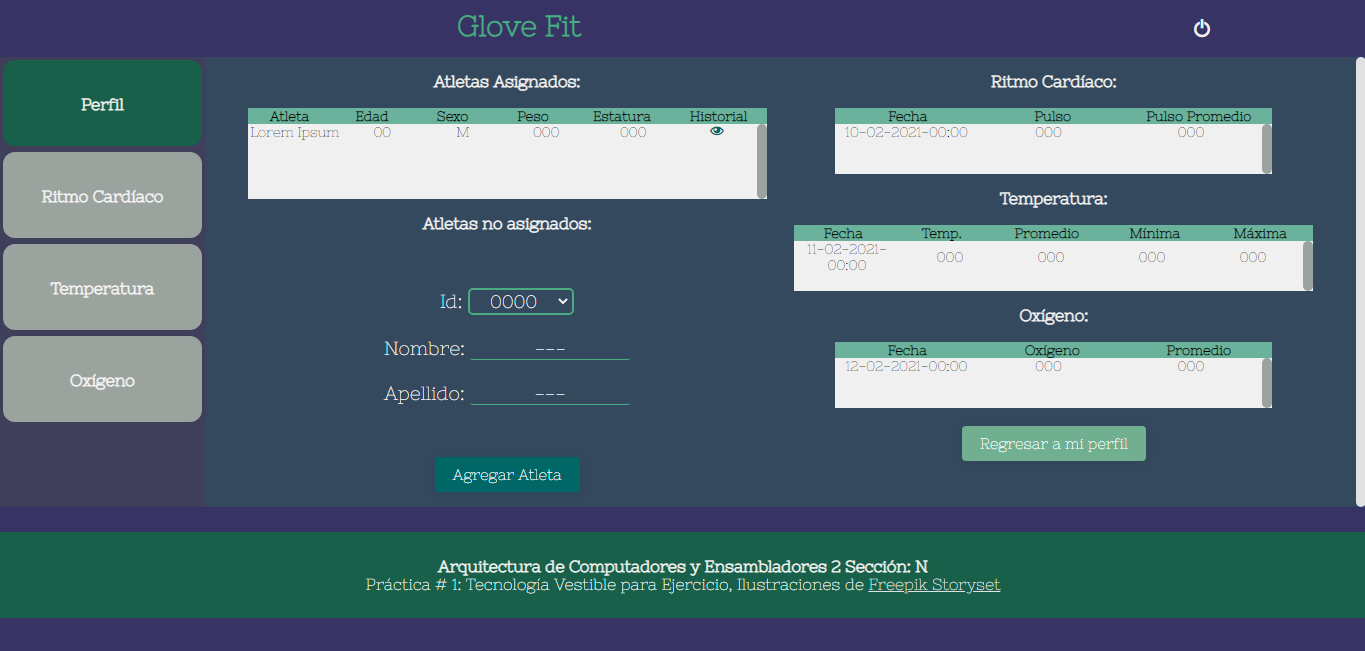 Glove Fit
Perfil
Ritmo Cardíaco
Temperatura
Oxígeno
Atletas Asignados:
Atleta Edad Sexo Peso Estatura Historial
Lorem Ipsum 00 M 000 000
Atletas no asignados:
Id: 0000
Nombre: ---
Apellido: ---
Agregar Atleta
Ritmo Cardíaco:
Fecha Pulso Pulso Promedio
10-02-2021-00:00 000 000
Temperatura:
Fecha Temp. Promedio Mínima Máxima
11-02-2021-
00:00 000 000 000 000
Oxígeno:
Fecha Oxígeno Promedio
12-02-2021-00:00 000 000
Regresar a mi perfil
Arquitectura de Computadores y Ensambladores 2 Sección: N
Práctica # 1: Tecnología Vestible para Ejercicio, Ilustraciones de Freepik Storyset